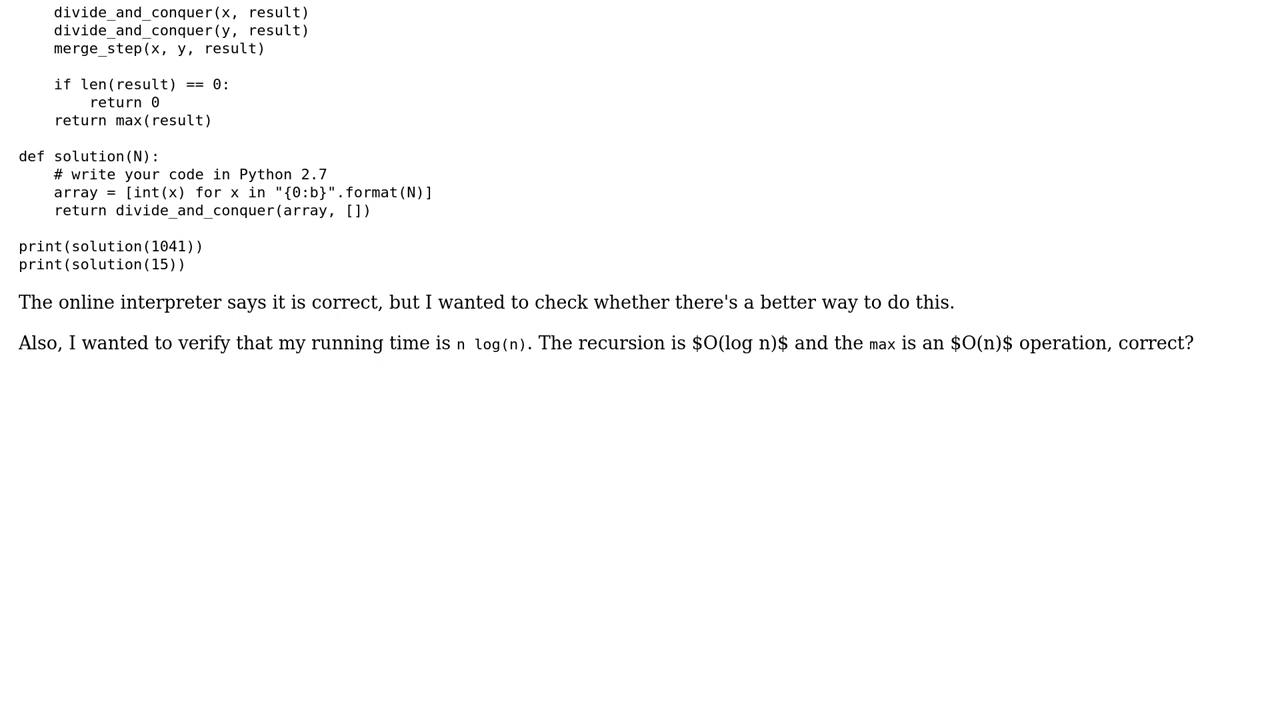 divide_and_conquer(x, result)
    divide_and_conquer(y, result)
    merge_step(x, y, result)

    if len(result) == 0:
        return 0
    return max(result)

def solution(N):
    # write your code in Python 2.7
    array = [int(x) for x in "{0:b}".format(N)]
    return divide_and_conquer(array, [])

print(solution(1041))
print(solution(15))
The online interpreter says it is correct, but I wanted to check whether there's a better way to do this.
Also, I wanted to verify that my running time is n log(n). The recursion is $O(log n)$ and the max is an $O(n)$ operation, correct?